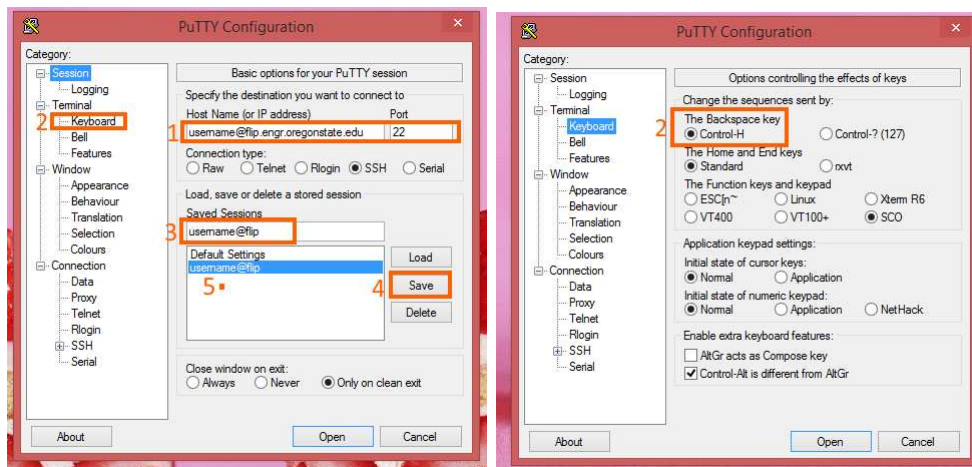 PuTTY Configuration
Category:
Session
Logging
Terminal
2 Keyboard
Bell
Features
Window
Appearance
Behaviour
Translation
Selection
Colours
Connection
Data
Proxy
Telnet
Rlogin
SSH
Serial
Basic options for your PuTTY session
Specify the destination you want to connect to
Host Name (or IP address) Port
1 username@flip.engr.oregonstate.edu 22
Connection type:
Raw Telnet Rlogin SSH Serial
Load, save or delete a stored session
Saved Sessions
3 username@flip
Default Settings
username@flip
5
Load
4 Save
Delete
Close window on exit:
Always Never Only on clean exit
About Open Cancel
PuTTY Configuration
Category:
Session
Logging
Terminal
Keyboard
Bell
Features
Window
Appearance
Behaviour
Translation
Selection
Colours
Connection
Data
Proxy
Telnet
Rlogin
SSH
Serial
Options controlling the effects of keys
Change the sequences sent by:
The Backspace key
2 Control-H Control-? (127)
The Home and End keys
Standard rxvt
The Function keys and keypad
ESC[n~ Linux Xterm R6
VT400 VT100+ SCO
Application keypad settings:
Initial state of cursor keys:
Normal Application
Initial state of numeric keypad:
Normal Application NetHack
Enable extra keyboard features:
AltGr acts as Compose key
Control-Alt is different from AltGr
About Open Cancel